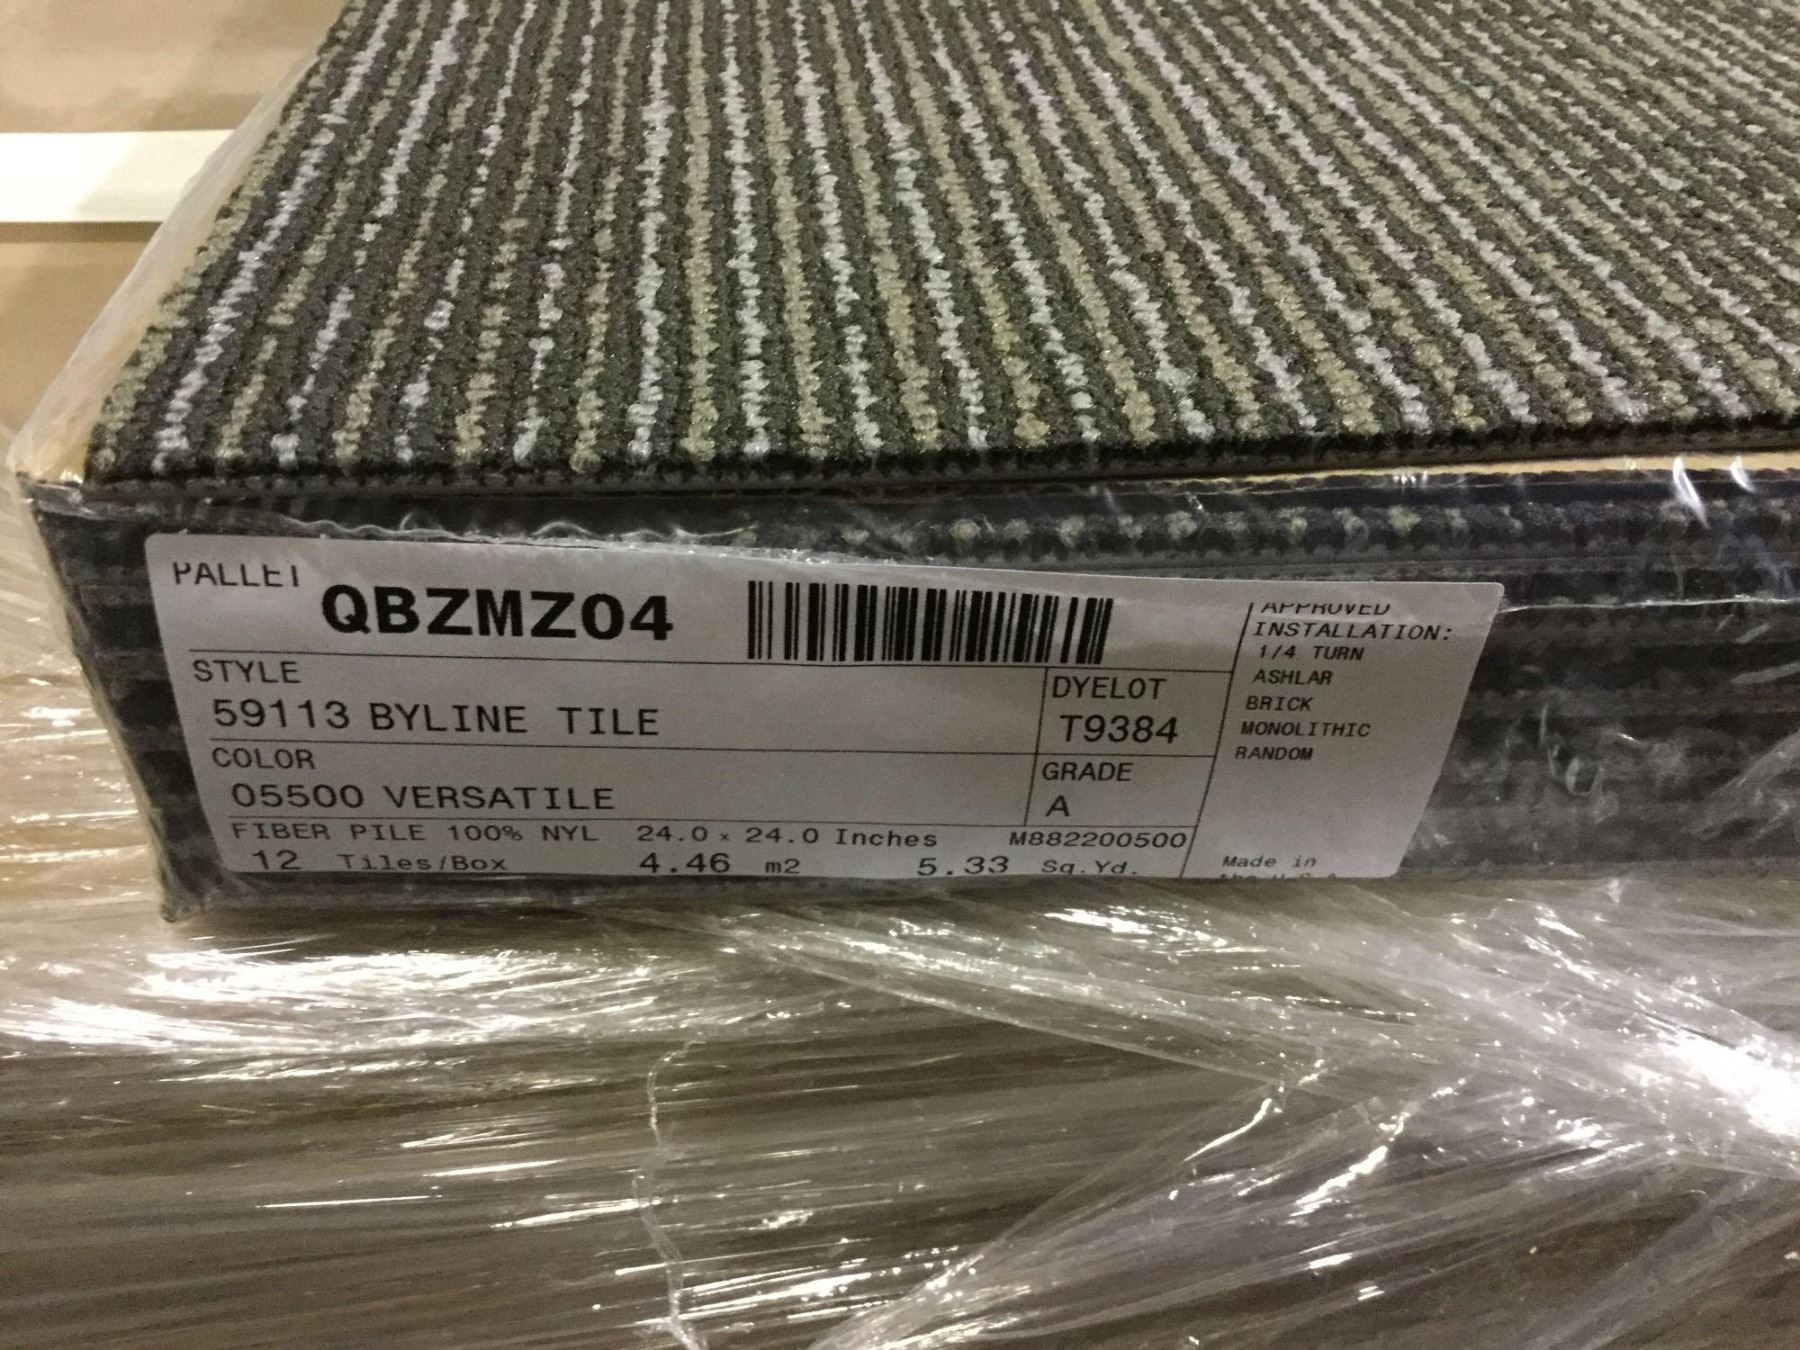 PALLET QBZMZ04
STYLE
59113 BYLINE TILE
DYELOT
T9384
COLOR
05500 VERSATILE
GRADE
A
FIBER PILE 100% NYL 24.0 x 24.0 Inches M882200500
12 Tiles/Box 4.46 m2 5.33 Sq.Yd.
APPROVED
INSTALLATION:
1/4 TURN
ASHLAR
BRICK
MONOLITHIC
RANDOM
Made in
the U.S.A